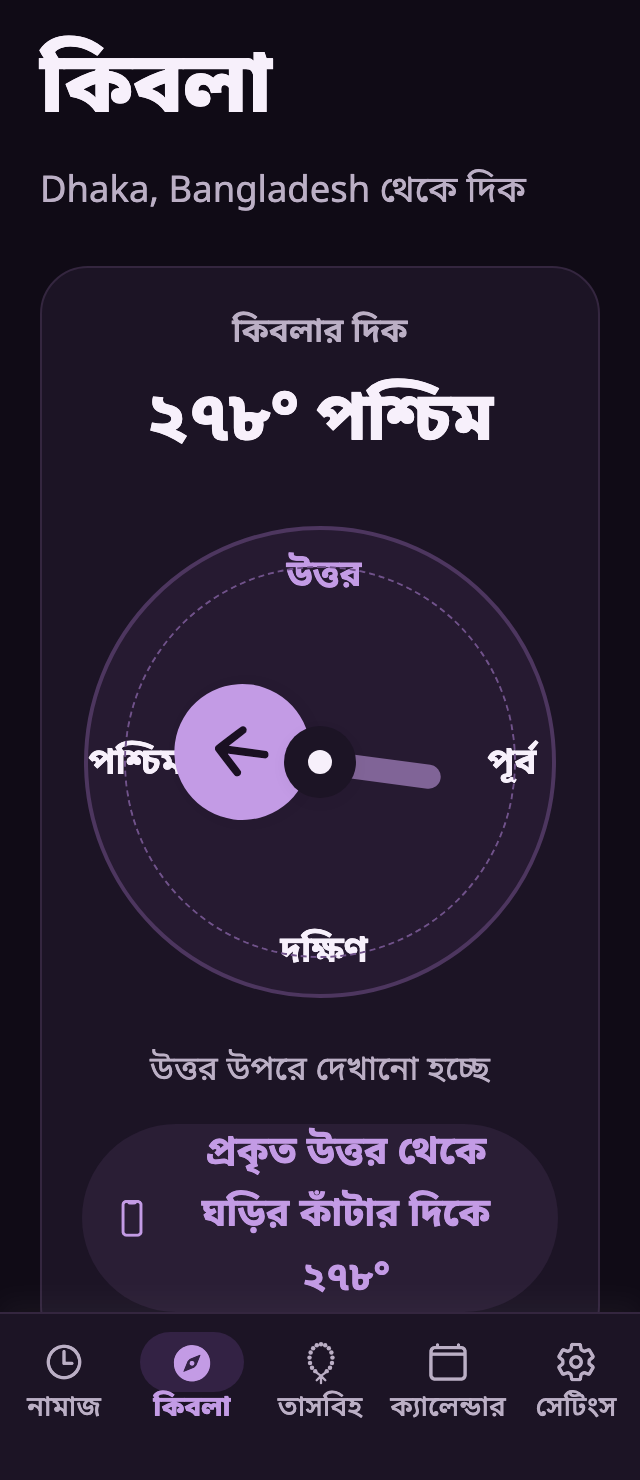 কিবলা
Dhaka, Bangladesh থেকে দিক
কিবলার দিক
২৭৮° পশ্চিম
উত্তর
পশ্চিম
পূর্ব
দক্ষিণ
উত্তর উপরে দেখানো হচ্ছে
প্রকৃত উত্তর থেকে
ঘড়ির কাঁটার দিকে
২৭৮°
নামাজ
কিবলা
তাসবিহ
ক্যালেন্ডার
সেটিংস